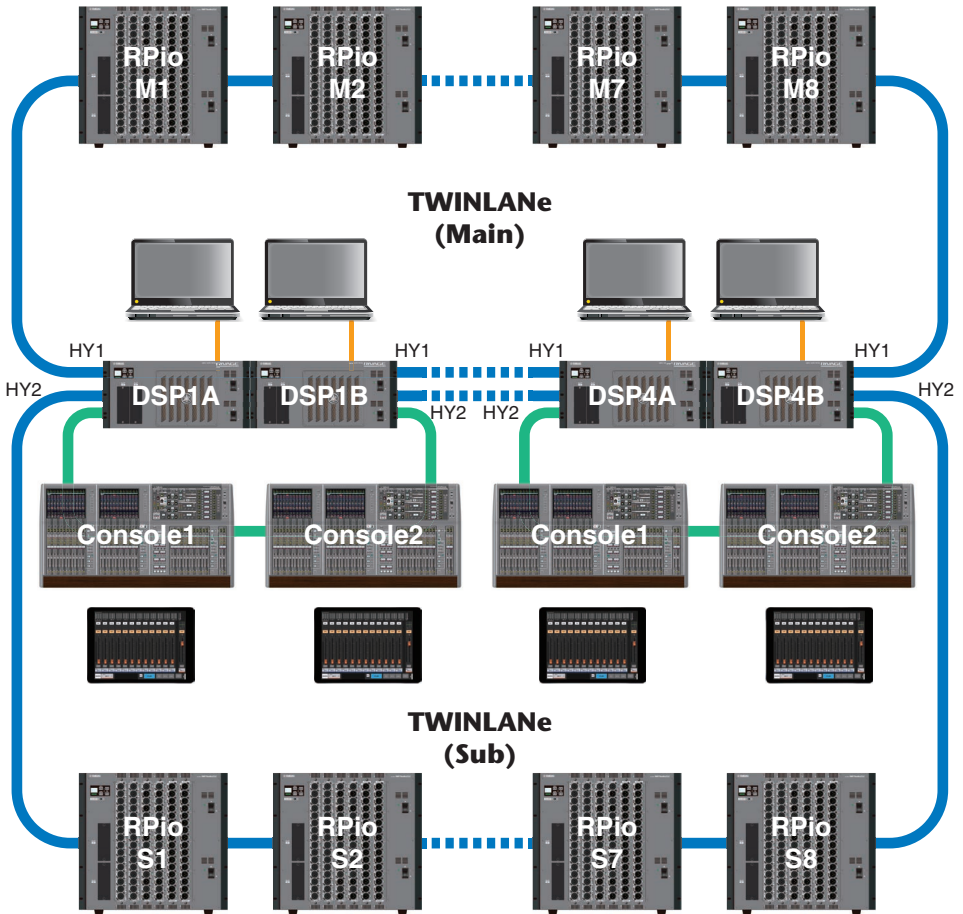 RPio
M1
RPio
M2
RPio
M7
RPio
M8
TWINLANe
(Main)
HY1
HY1
HY1
HY1
HY2
HY2
HY2
HY2
DSP1A
DSP1B
DSP4A
DSP4B
Console1
Console2
Console1
Console2
TWINLANe
(Sub)
RPio
S1
RPio
S2
RPio
S7
RPio
S8